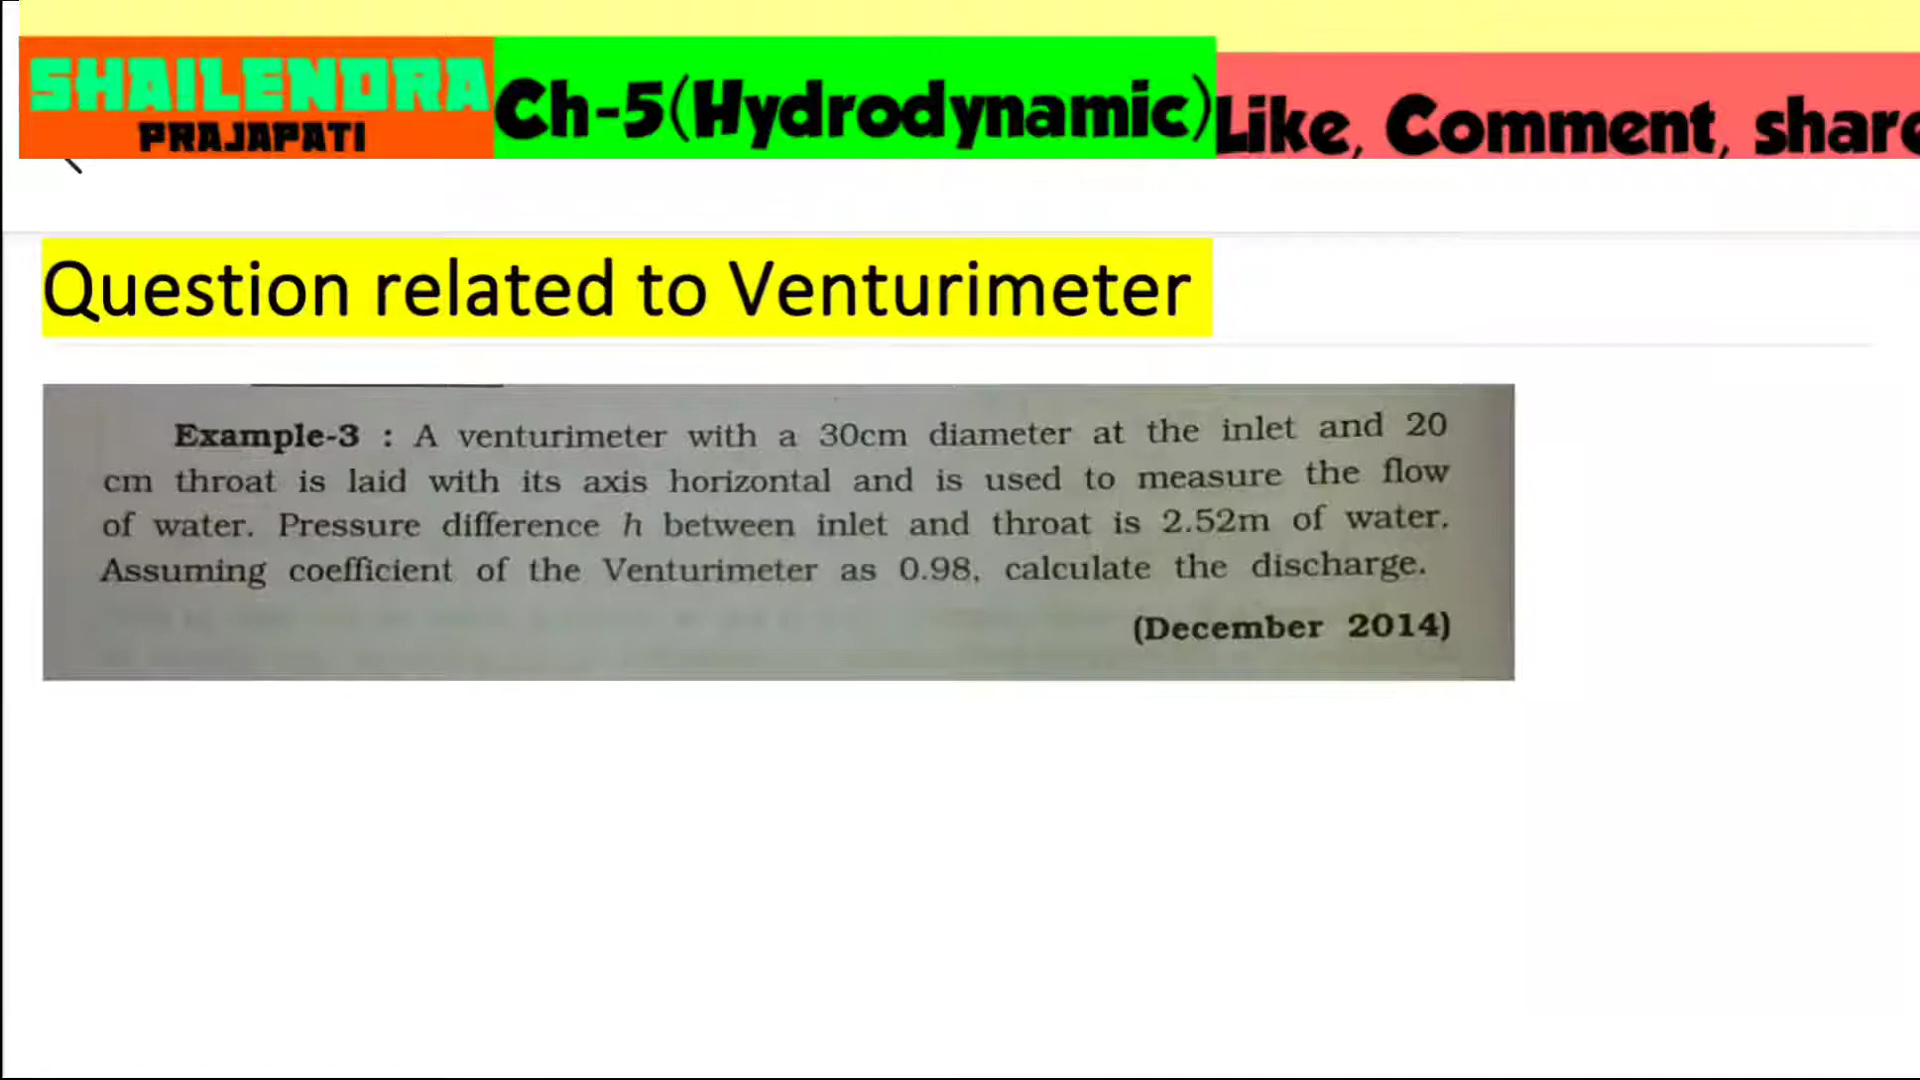 SHAILENDRA
PRAJAPATI
Ch-5(Hydrodynamic)
Like, Comment, share
Question related to Venturimeter
Example-3 : A venturimeter with a 30cm diameter at the inlet and 20
cm throat is laid with its axis horizontal and is used to measure the flow
of water. Pressure difference h between inlet and throat is 2.52m of water.
Assuming coefficient of the Venturimeter as 0.98, calculate the discharge.
(December 2014)